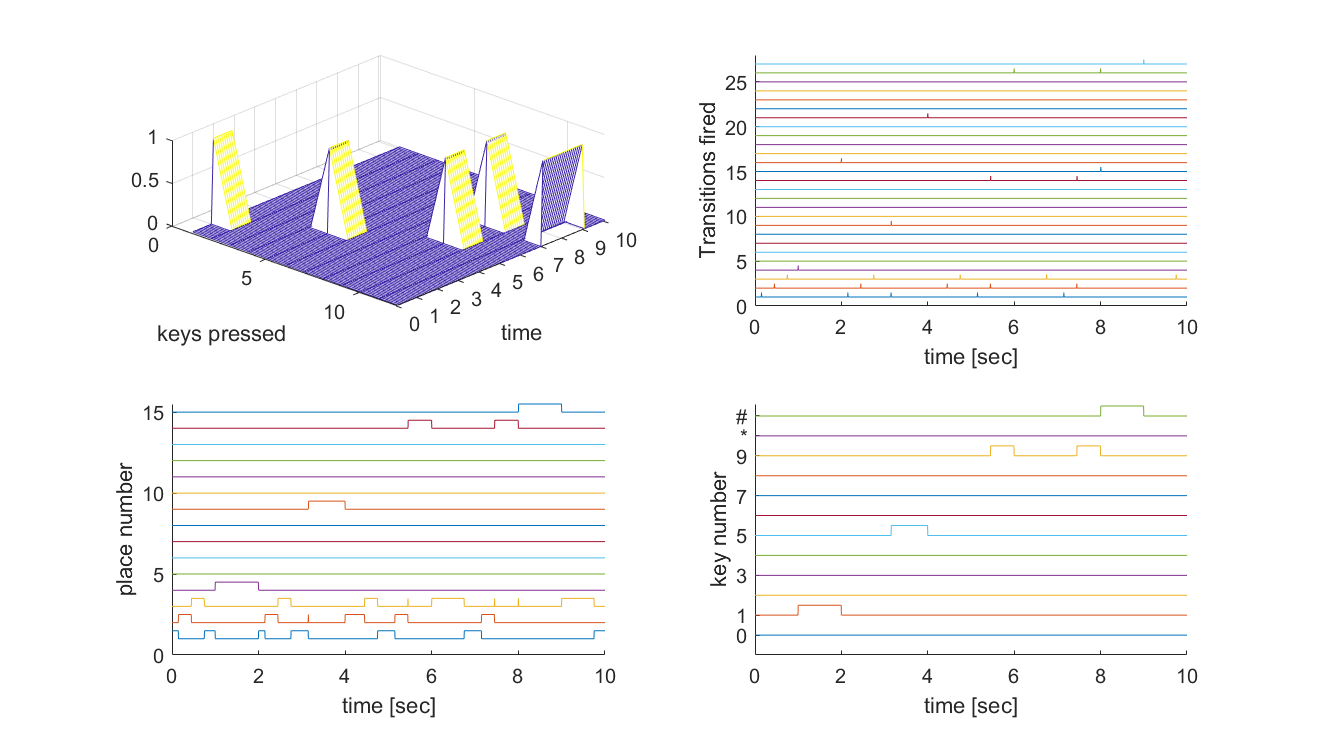 1
0.5
0
0
5
10
keys pressed
0 1 2 3 4 5 6 7 8 9 10
time
25
20
15
10
5
0
Transitions fired
0 2 4 6 8 10
time [sec]
15
10
5
0
place number
0 2 4 6 8 10
time [sec]
#
*
9
7
5
3
1
0
key number
0 2 4 6 8 10
time [sec]